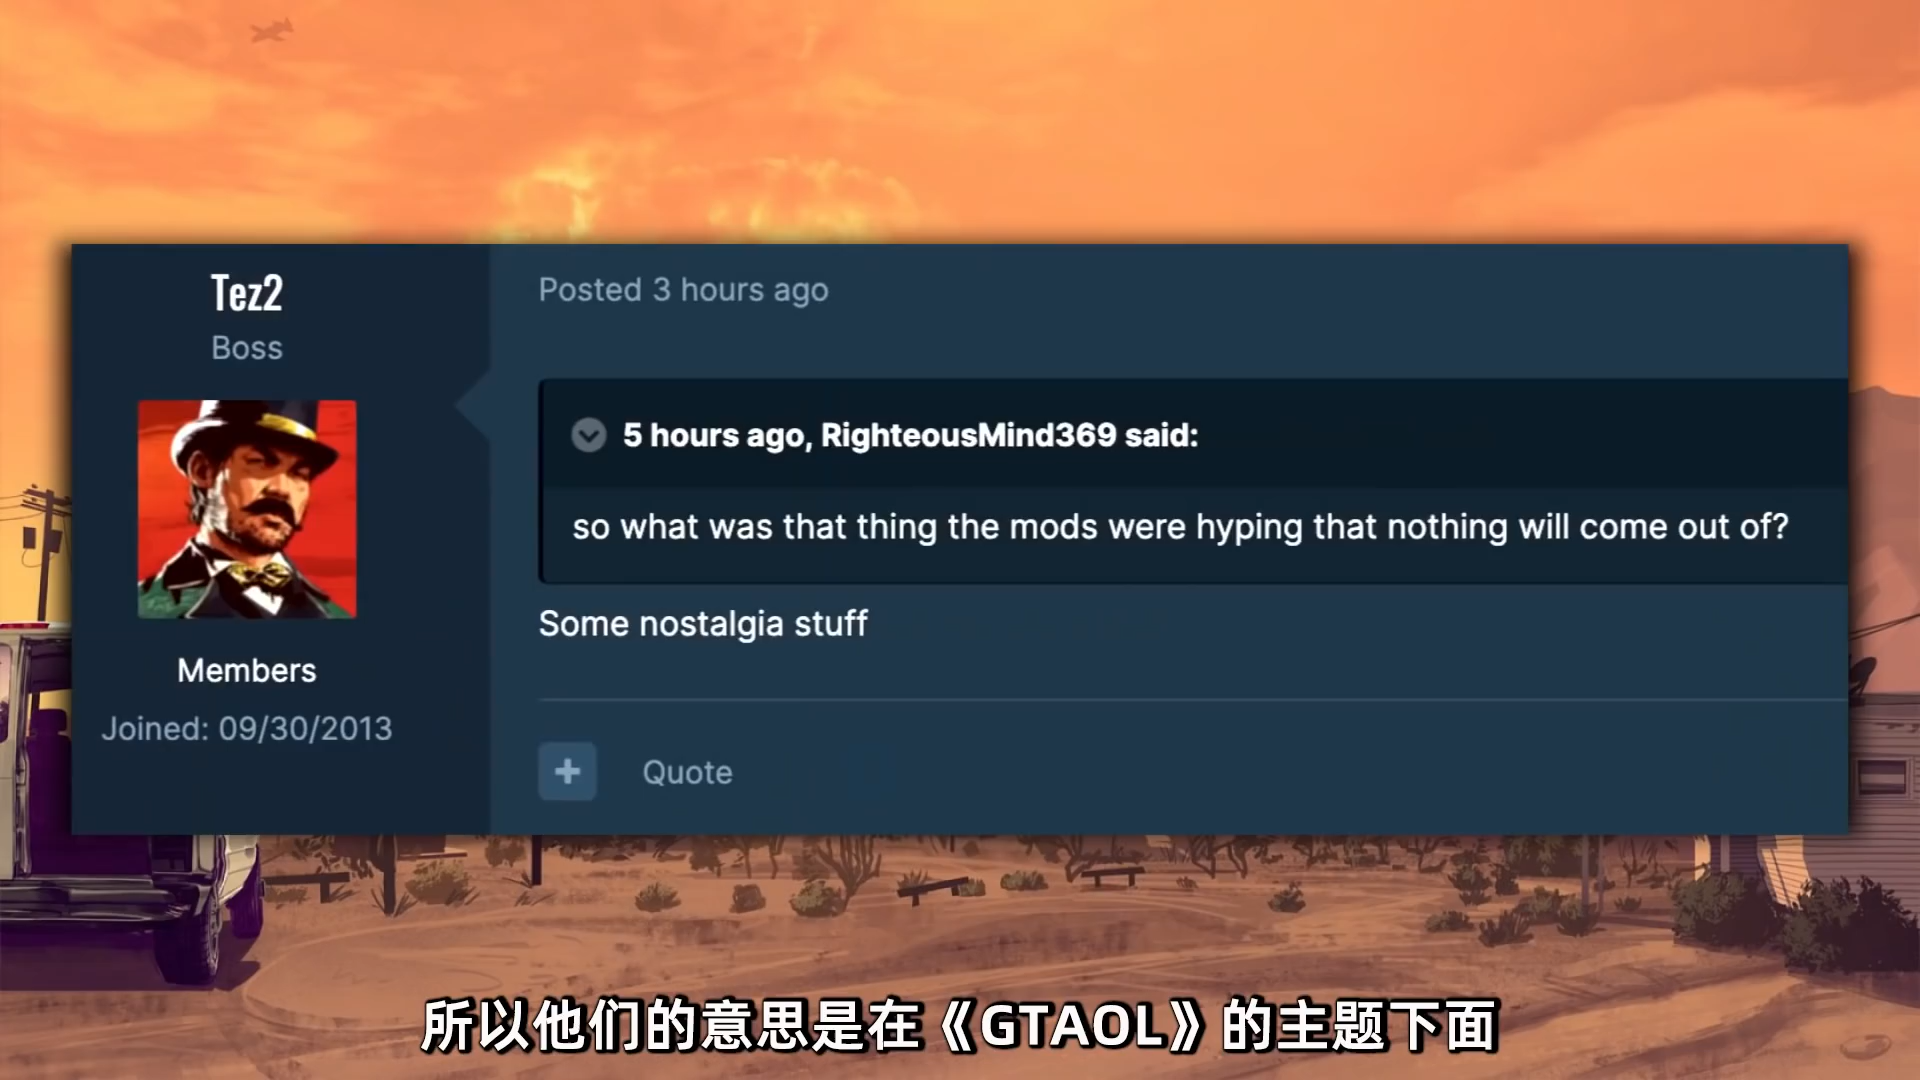 Tez2
Boss
Members
Joined: 09/30/2013
Posted 3 hours ago
5 hours ago, RighteousMind369 said:
so what was that thing the mods were hyping that nothing will come out of?
Some nostalgia stuff
+ Quote
所以他们的意思是在《GTAOL》的主题下面